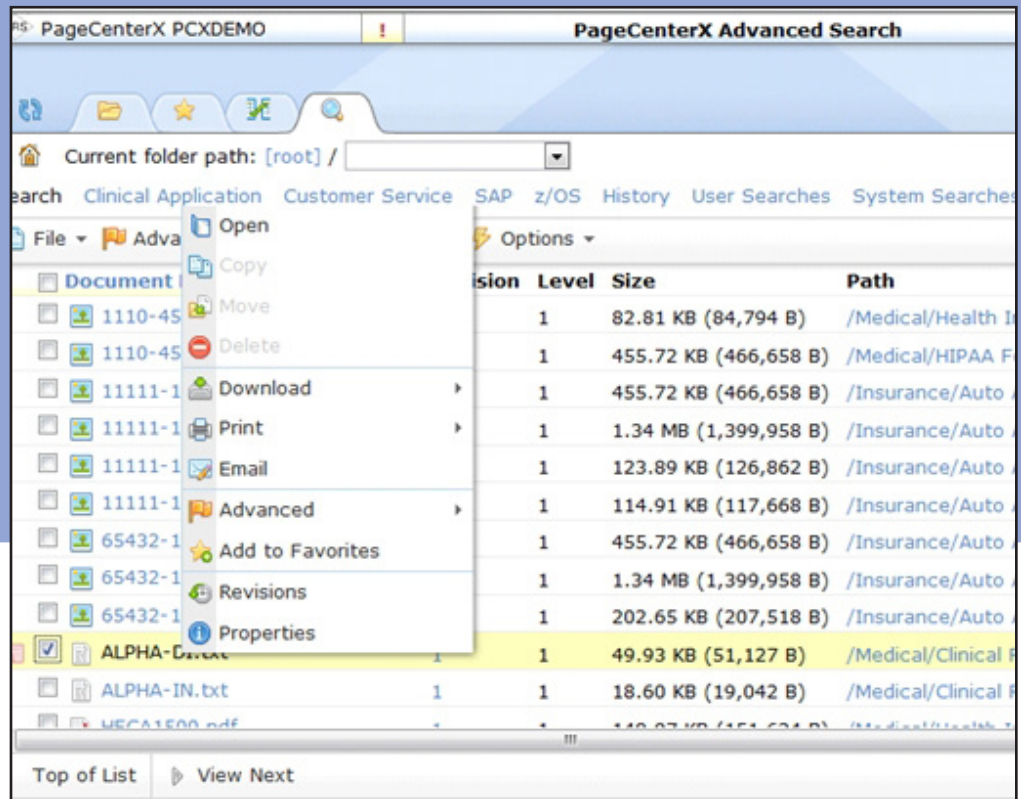 RS PageCenterX PCXDEMO ! PageCenterX Advanced Search
Current folder path: [root] /
earch Clinical Application Customer Service SAP z/OS History User Searches System Searches
File Adva Options
Document ision Level Size Path
1110-45 1 82.81 KB (84,794 B) /Medical/Health I
1110-45 1 455.72 KB (466,658 B) /Medical/HIPAA F
11111-1 1 455.72 KB (466,658 B) /Insurance/Auto
11111-1 1 1.34 MB (1,399,958 B) /Insurance/Auto
11111-1 1 123.89 KB (126,862 B) /Insurance/Auto
11111-1 1 114.91 KB (117,668 B) /Insurance/Auto
65432-1 1 455.72 KB (466,658 B) /Insurance/Auto
65432-1 1 1.34 MB (1,399,958 B) /Insurance/Auto
65432-1 1 202.65 KB (207,518 B) /Insurance/Auto
ALPHA-DI.txt 1 1 49.93 KB (51,127 B) /Medical/Clinical
ALPHA-IN.txt 1 1 18.60 KB (19,042 B) /Medical/Clinical
Open
Copy
Move
Delete
Download
Print
Email
Advanced
Add to Favorites
Revisions
Properties
Top of List View Next